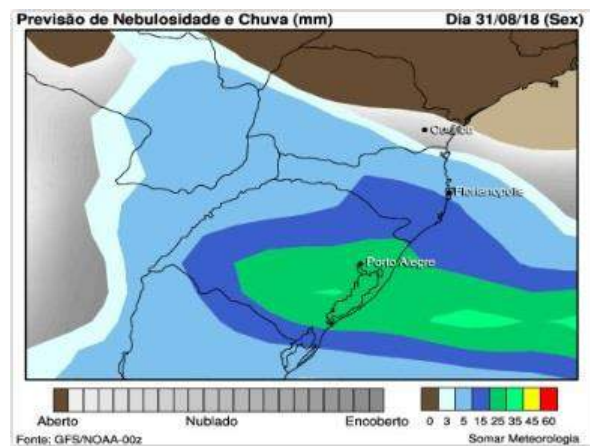 Previsão de Nebulosidade e Chuva (mm) Dia 31/08/18 (Sex)
Florianopolis
Porto Alegre
Aberto Nublado Encoberto
0 3 5 15 25 35 45 60
Fonte: GFS/NOAA-00z Somar Meteorologia